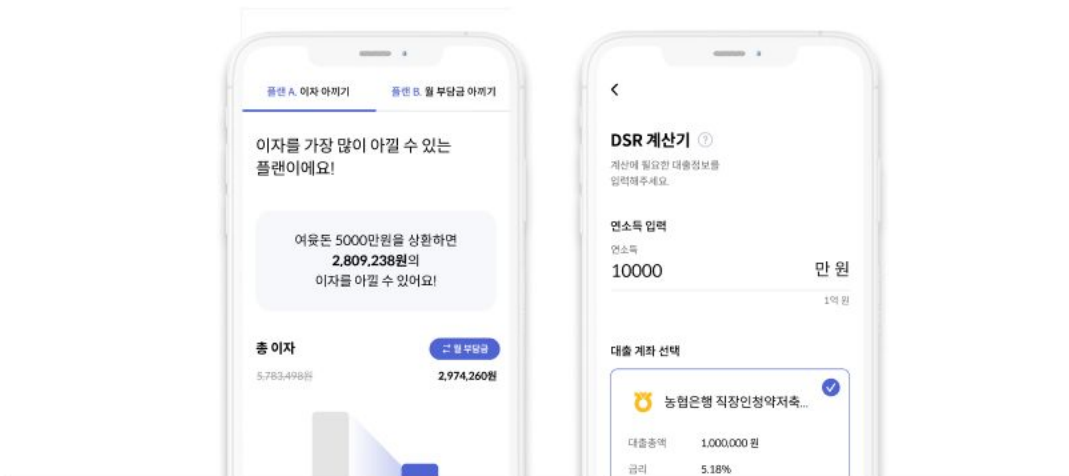 플랜 A. 이자 아끼기
플랜 B. 월 부담금 아끼기
이자를 가장 많이 아낄 수 있는
플랜이에요!
여윳돈 5000만원을 상환하면
2,809,238원의
이자를 아낄 수 있어요!
총 이자
⇄ 월 부담금
5,783,498원
2,974,260원
DSR 계산기 ?
계산에 필요한 대출정보를
입력해주세요.
연소득 입력
연소득
10000 만 원
1억 원
대출 계좌 선택
농협은행 직장인청약저축...
대출총액 1,000,000 원
금리 5.18%